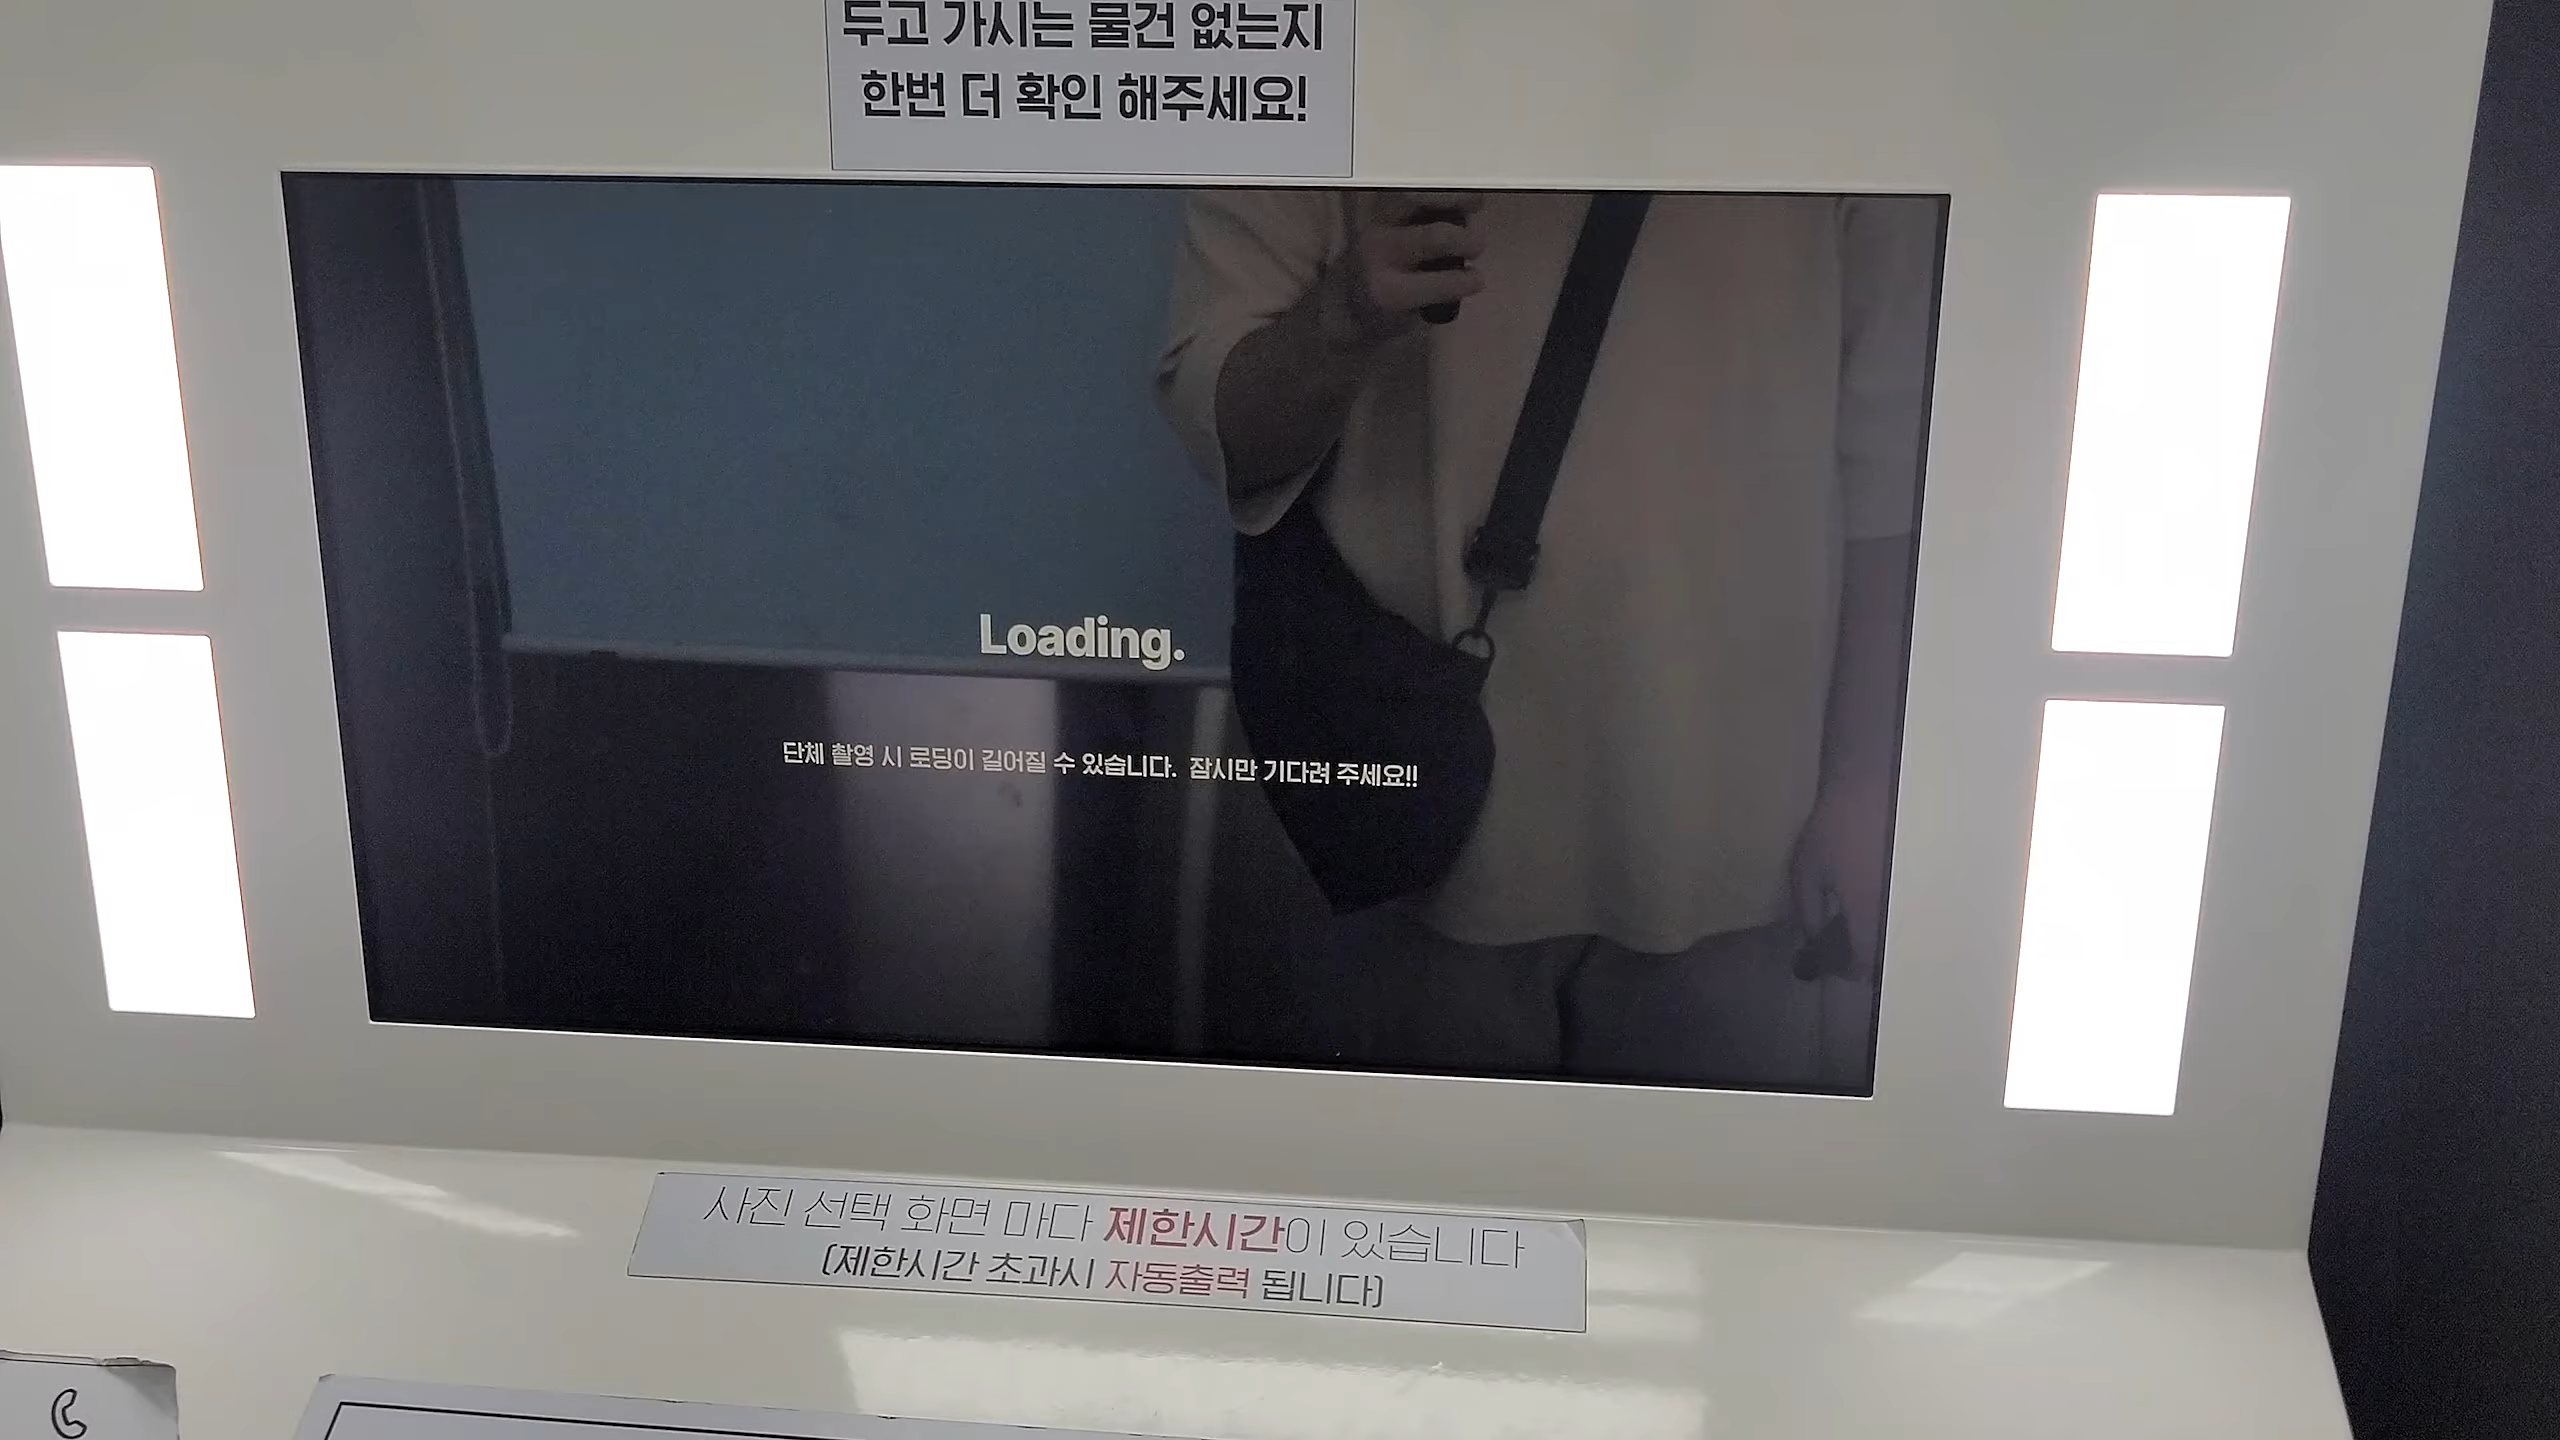 두고 가시는 물건 없는지
한번 더 확인 해주세요!
Loading.
단체 촬영 시 로딩이 길어질 수 있습니다. 잠시만 기다려 주세요!!
사진 선택 화면 마다 제한시간이 있습니다
(제한시간 초과시 자동출력 됩니다)